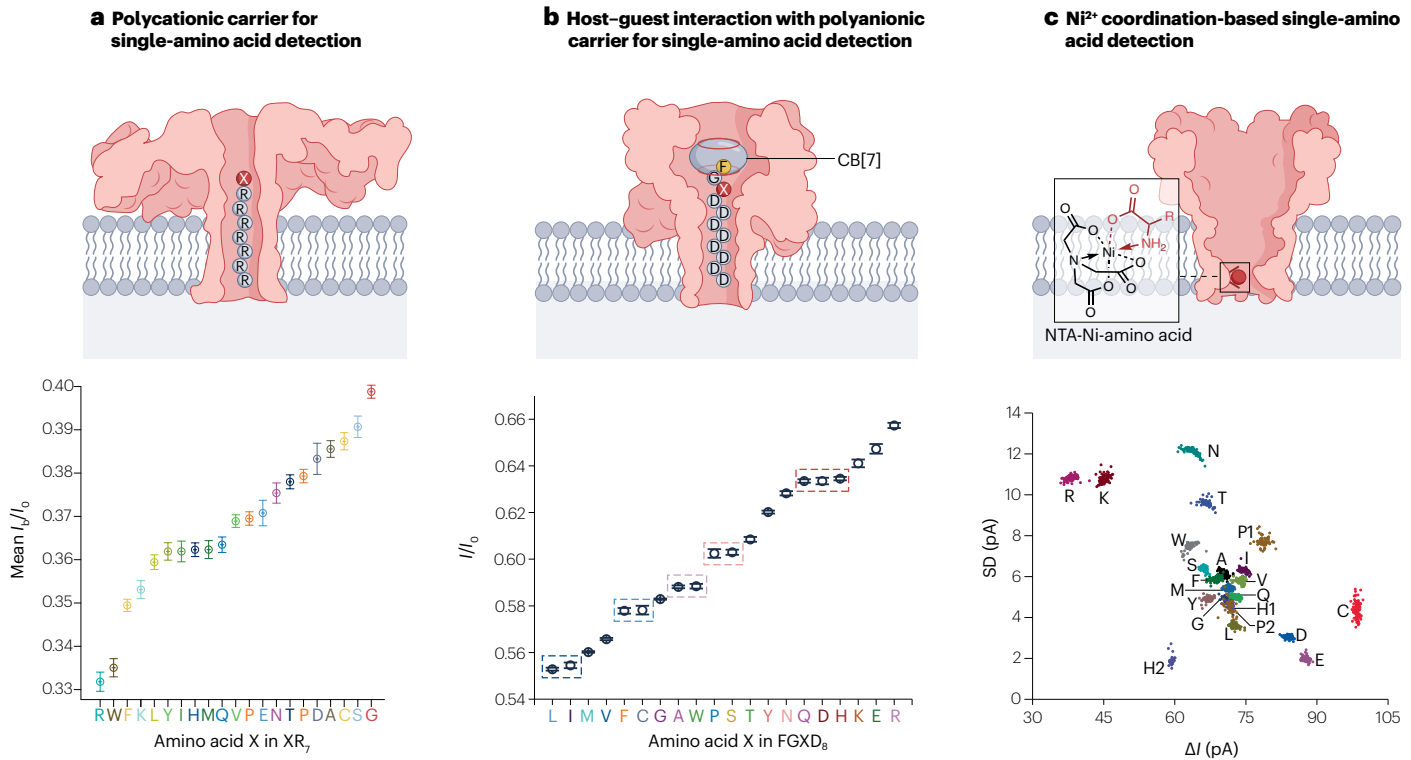 a Polycationic carrier for
single-amino acid detection
X
R
R
R
R
R
R
R
Mean Ib/I0
0.40
0.39
0.38
0.37
0.36
0.35
0.34
0.33
R W F K L Y I H M Q V P E N T P D A C S G
Amino acid X in XR7
b Host–guest interaction with polyanionic
carrier for single-amino acid detection
CB[7]
F
G
X
D
D
D
D
D
D
D
D
I/I0
0.66
0.64
0.62
0.60
0.58
0.56
0.54
L I M V F C G A W P S T Y N Q D H K E R
Amino acid X in FGXD8
c Ni2+ coordination-based single-amino
acid detection
O
O
R
O
O
NH2
Ni
N
O
O
O
O
NTA-Ni-amino acid
SD (pA)
14
12
10
8
6
4
2
0
N
R
K
T
P1
W
A
I
S
F
V
M
Q
Y
H1
G
P2
C
L
D
H2
E
30 45 60 75 90 105
ΔI (pA)